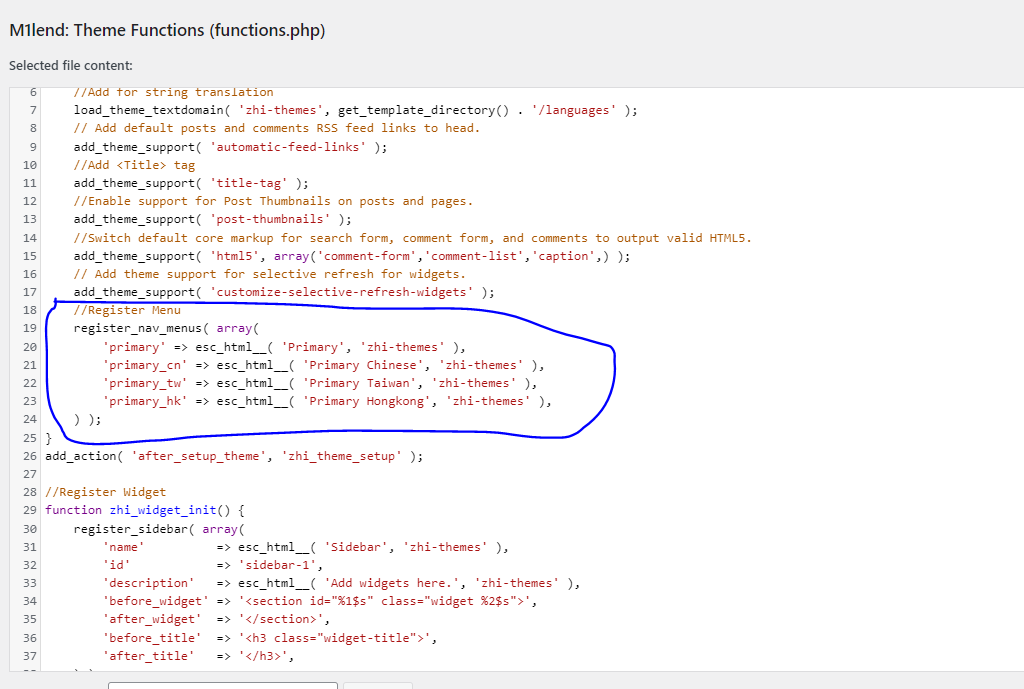 M1lend: Theme Functions (functions.php)
Selected file content:
6 //Add for string translation
7 load_theme_textdomain( 'zhi-themes', get_template_directory() . '/languages' );
8 // Add default posts and comments RSS feed links to head.
9 add_theme_support( 'automatic-feed-links' );
10 //Add <Title> tag
11 add_theme_support( 'title-tag' );
12 //Enable support for Post Thumbnails on posts and pages.
13 add_theme_support( 'post-thumbnails' );
14 //Switch default core markup for search form, comment form, and comments to output valid HTML5.
15 add_theme_support( 'html5', array('comment-form','comment-list','caption',) );
16 // Add theme support for selective refresh for widgets.
17 add_theme_support( 'customize-selective-refresh-widgets' );
18 //Register Menu
19 register_nav_menus( array(
20 'primary' => esc_html__( 'Primary', 'zhi-themes' ),
21 'primary_cn' => esc_html__( 'Primary Chinese', 'zhi-themes' ),
22 'primary_tw' => esc_html__( 'Primary Taiwan', 'zhi-themes' ),
23 'primary_hk' => esc_html__( 'Primary Hongkong', 'zhi-themes' ),
24 ) );
25 }
26 add_action( 'after_setup_theme', 'zhi_theme_setup' );
27
28 //Register Widget
29 function zhi_widget_init() {
30 register_sidebar( array(
31 'name' => esc_html__( 'Sidebar', 'zhi-themes' ),
32 'id' => 'sidebar-1',
33 'description' => esc_html__( 'Add widgets here.', 'zhi-themes' ),
34 'before_widget' => '<section id="%1$s" class="widget %2$s">',
35 'after_widget' => '</section>',
36 'before_title' => '<h3 class="widget-title">',
37 'after_title' => '</h3>',